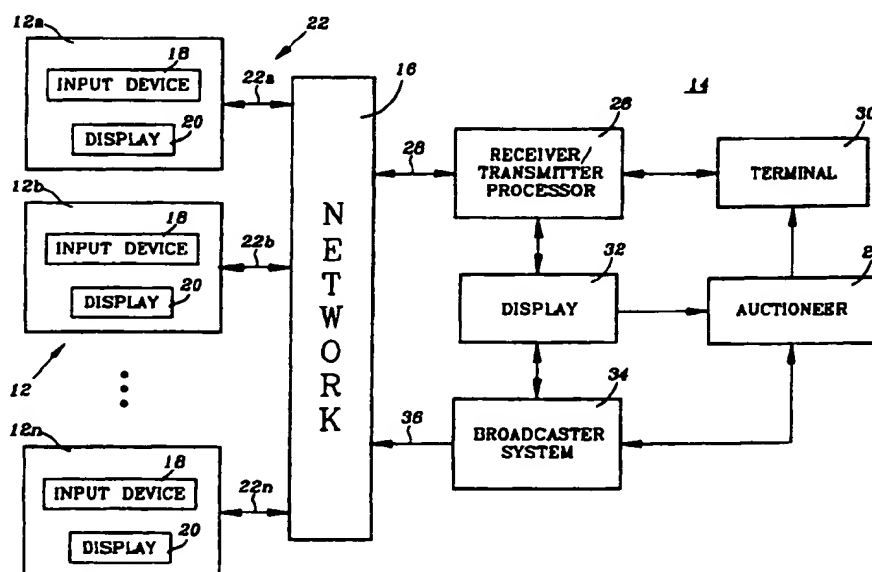 12a
18
INPUT DEVICE
20
DISPLAY
22
22a
12b
18
INPUT DEVICE
20
DISPLAY
22b
12
12n
18
INPUT DEVICE
20
DISPLAY
22n
16
NETWORK
28
36
14
26
RECEIVER/
TRANSMITTER
PROCESSOR
30
TERMINAL
32
DISPLAY
AUCTIONEER
34
BROADCASTER
SYSTEM